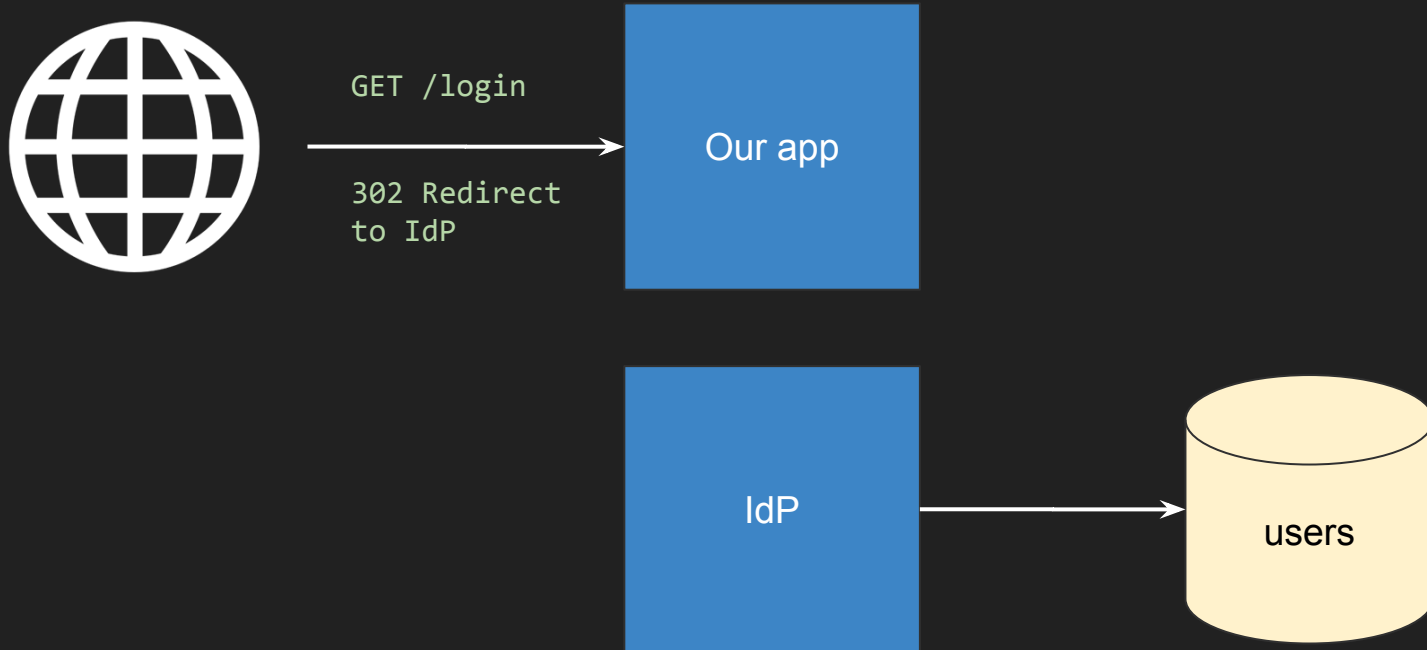 GET /login
Our app
302 Redirect
to IdP
IdP
users